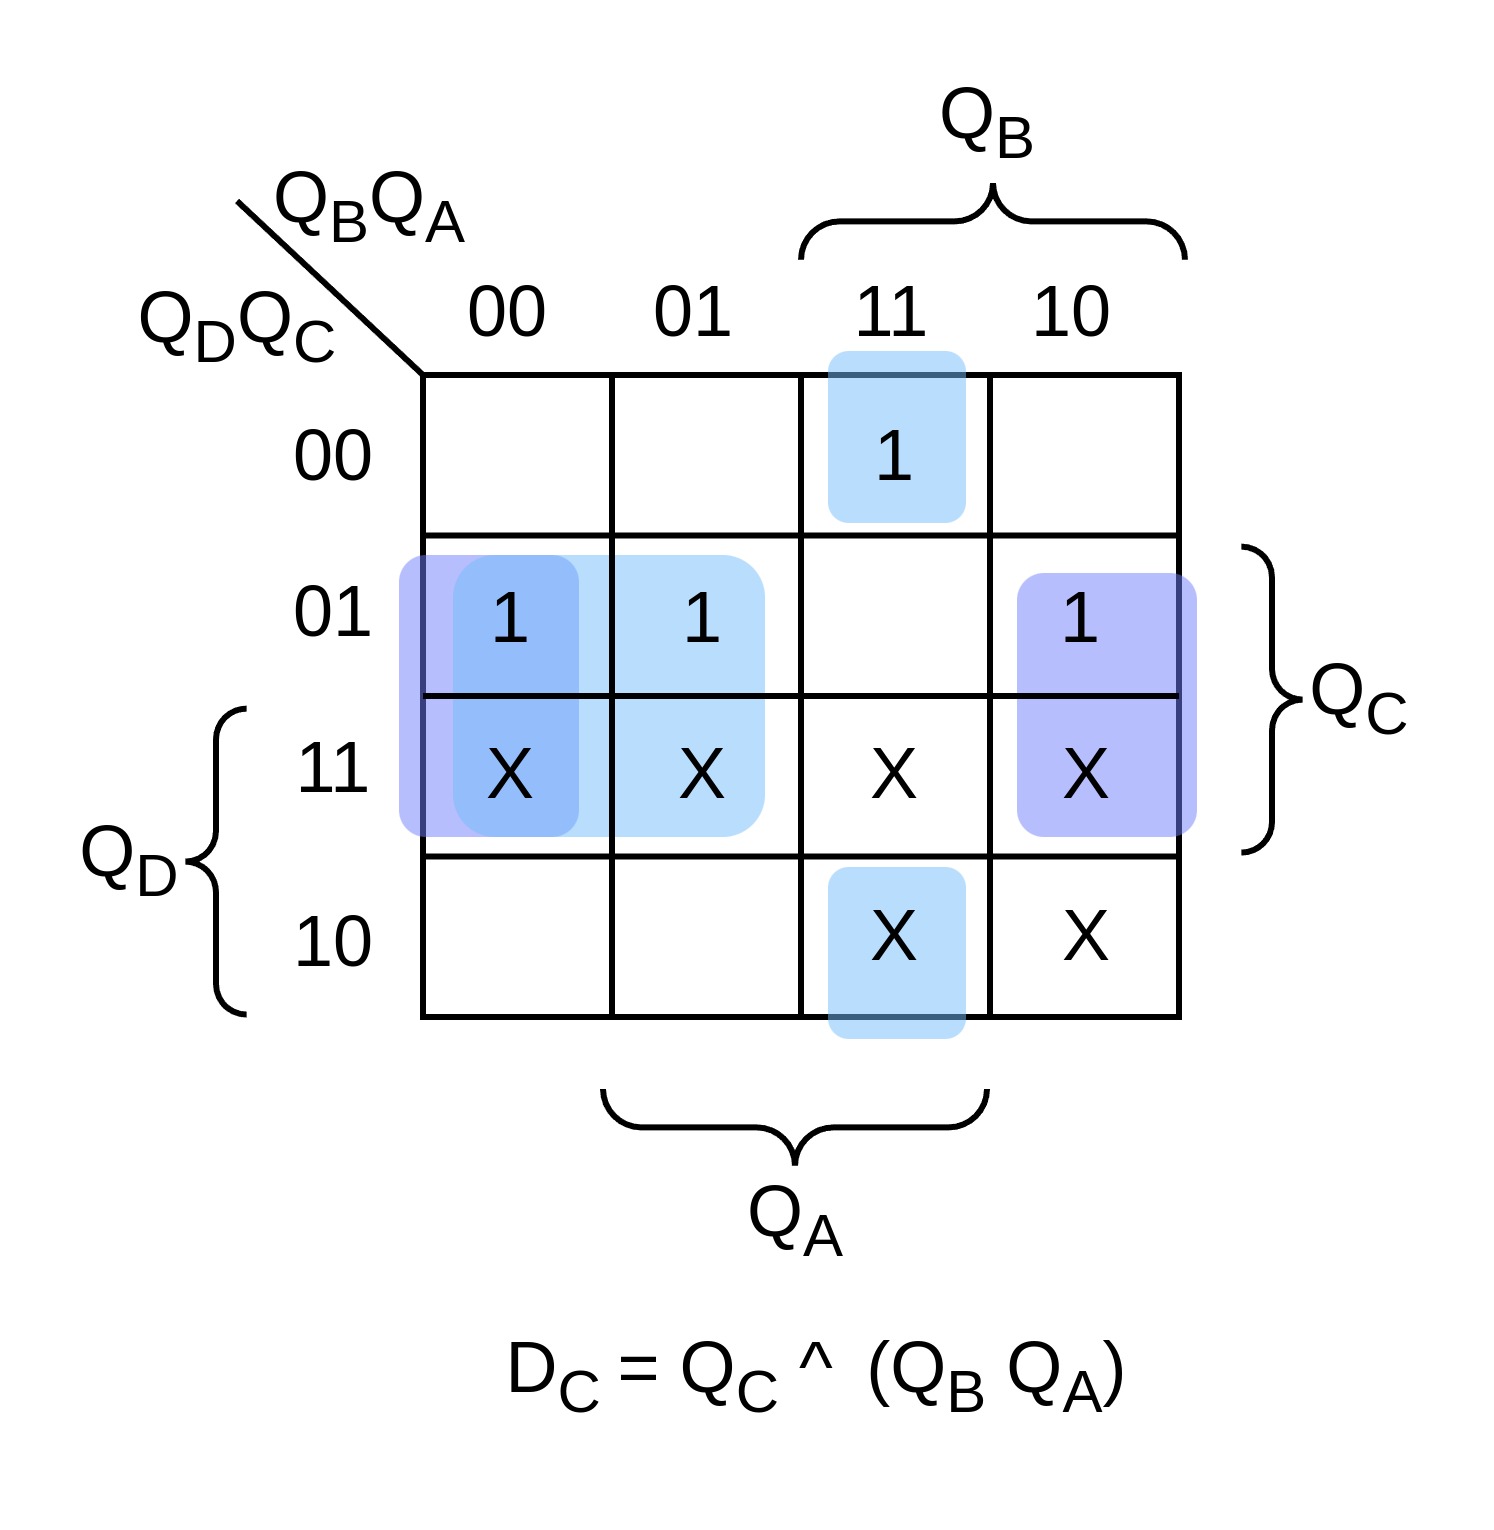 Q_B
Q_BQ_A
Q_DQ_C
00 01 11 10
00 1
01 1 1 1
Q_C
11 X X X X
Q_D
10 X X
Q_A
D_C = Q_C ^ (Q_B Q_A)